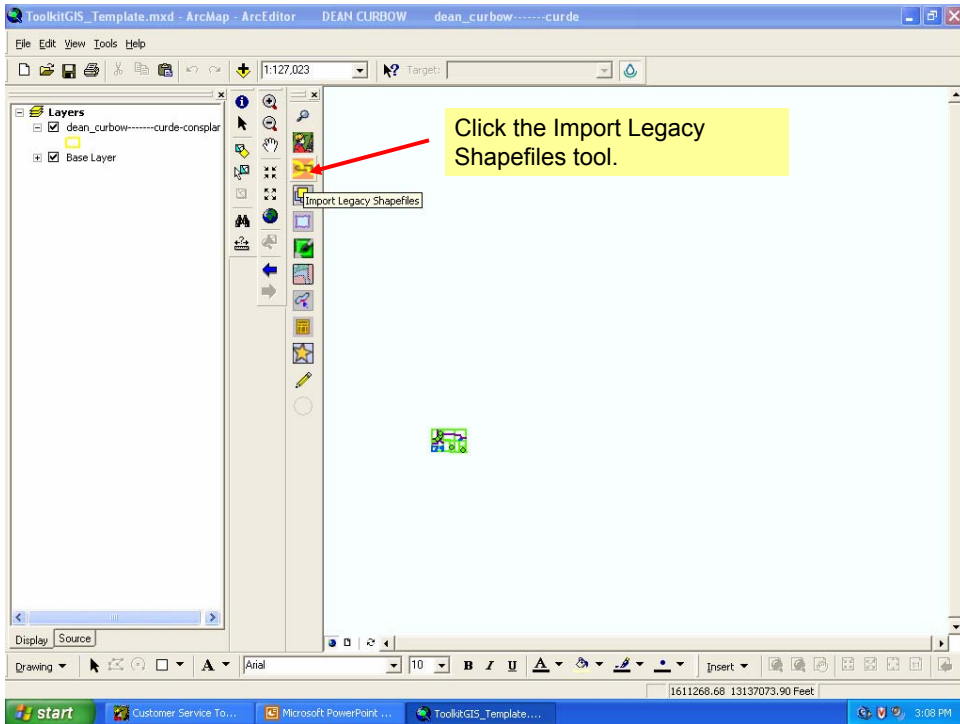 ToolkitGIS_Template.mxd - ArcMap - ArcEditor DEAN CURBOW dean_curbow-------curde
File Edit View Tools Help
1:127,023 Target:
Layers
dean_curbow-------curde-consplar
Base Layer
Click the Import Legacy
Shapefiles tool.
Import Legacy Shapefiles
Display Source
Drawing A Arial 10 B I U A Insert
1611268.68 13137073.90 Feet
start Customer Service To... Microsoft PowerPoint ... ToolkitGIS_Template.... 3:08 PM